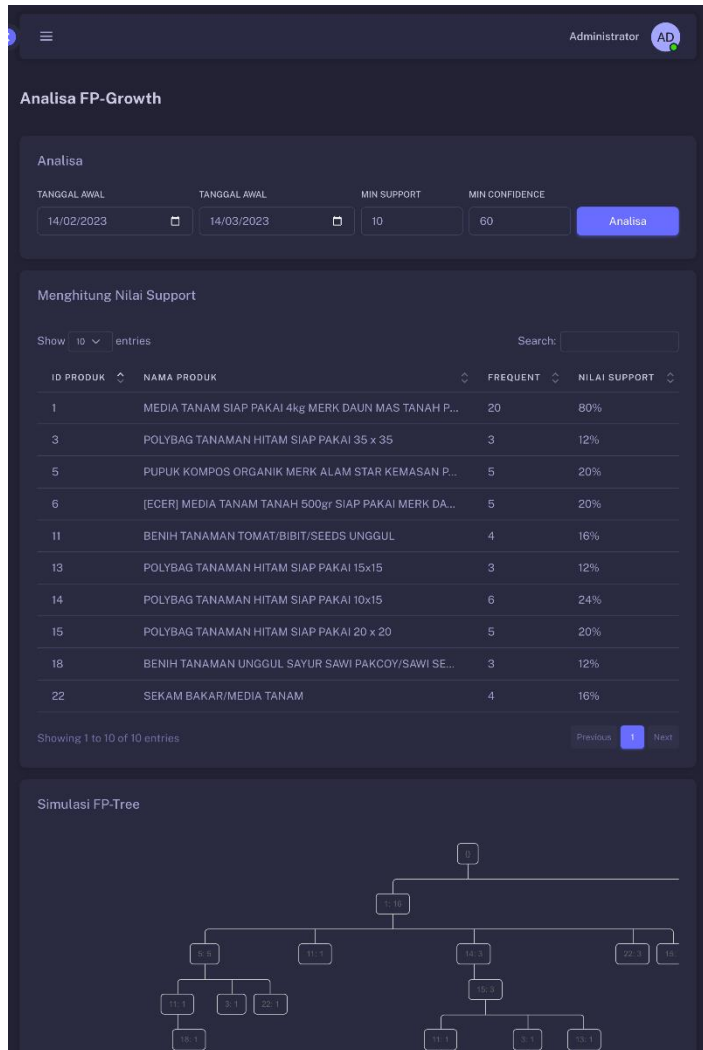 Administrator AD
Analisa FP-Growth
Analisa
TANGGAL AWAL TANGGAL AWAL MIN SUPPORT MIN CONFIDENCE
14/02/2023 14/03/2023 10 60 Analisa
Menghitung Nilai Support
Show 10 entries Search:
ID PRODUK NAMA PRODUK FREQUENT NILAI SUPPORT
1 MEDIA TANAM SIAP PAKAI 4kg MERK DAUN MAS TANAH P... 20 80%
3 POLYBAG TANAMAN HITAM SIAP PAKAI 35 x 35 3 12%
5 PUPUK KOMPOS ORGANIK MERK ALAM STAR KEMASAN P... 5 20%
6 [ECER] MEDIA TANAM TANAH 500gr SIAP PAKAI MERK DA... 5 20%
11 BENIH TANAMAN TOMAT/BIBIT/SEEDS UNGGUL 4 16%
13 POLYBAG TANAMAN HITAM SIAP PAKAI 15x15 3 12%
14 POLYBAG TANAMAN HITAM SIAP PAKAI 10x15 6 24%
15 POLYBAG TANAMAN HITAM SIAP PAKAI 20 x 20 5 20%
18 BENIH TANAMAN UNGGUL SAYUR SAWI PAKCOY/SAWI SE... 3 12%
22 SEKAM BAKAR/MEDIA TANAM 4 16%
Showing 1 to 10 of 10 entries Previous 1 Next
Simulasi FP-Tree
0
1: 16
5: 5 11: 1 14: 3 22: 3
11: 1 3: 1 22: 1 15: 3
18: 1 11: 1 3: 1 13: 1